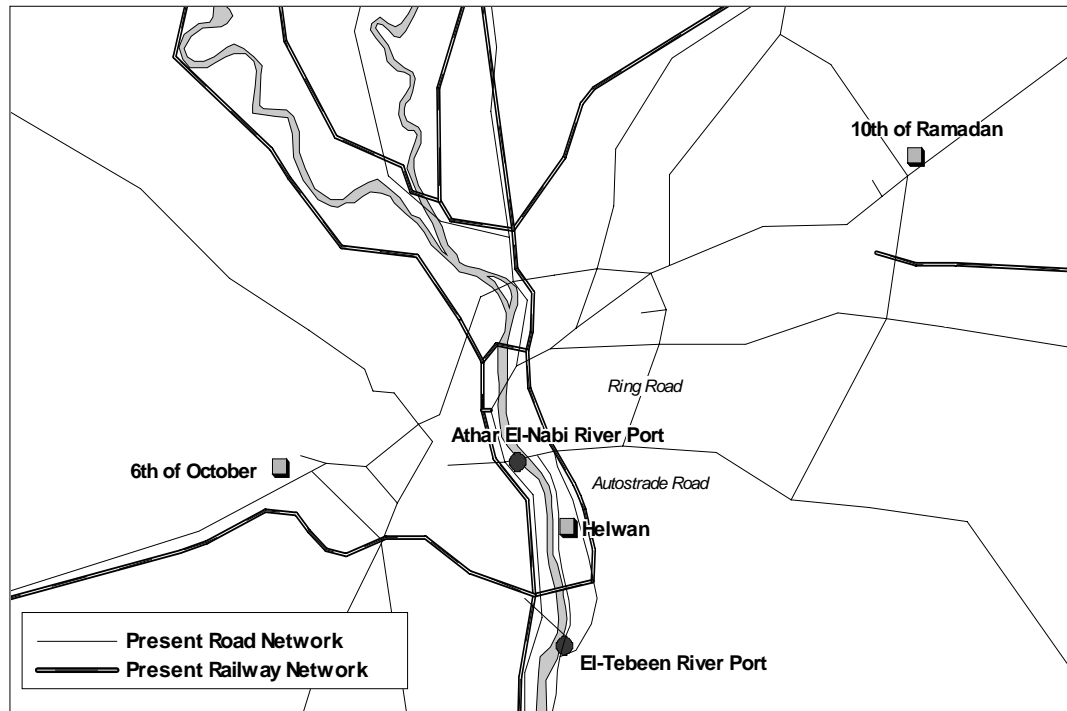 10th of Ramadan
Ring Road
Athar El-Nabi River Port
6th of October
Autostrade Road
Helwan
Present Road Network
Present Railway Network
El-Tebeen River Port